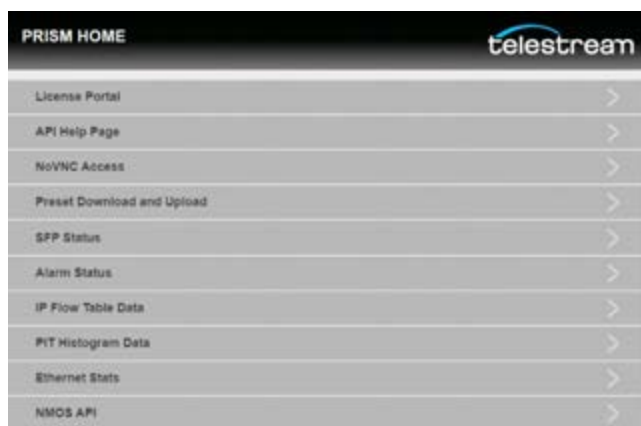 PRISM HOME
telestream
License Portal
API Help Page
NoVNC Access
Preset Download and Upload
SFP Status
Alarm Status
IP Flow Table Data
PIT Histogram Data
Ethernet Stats
NMOS API